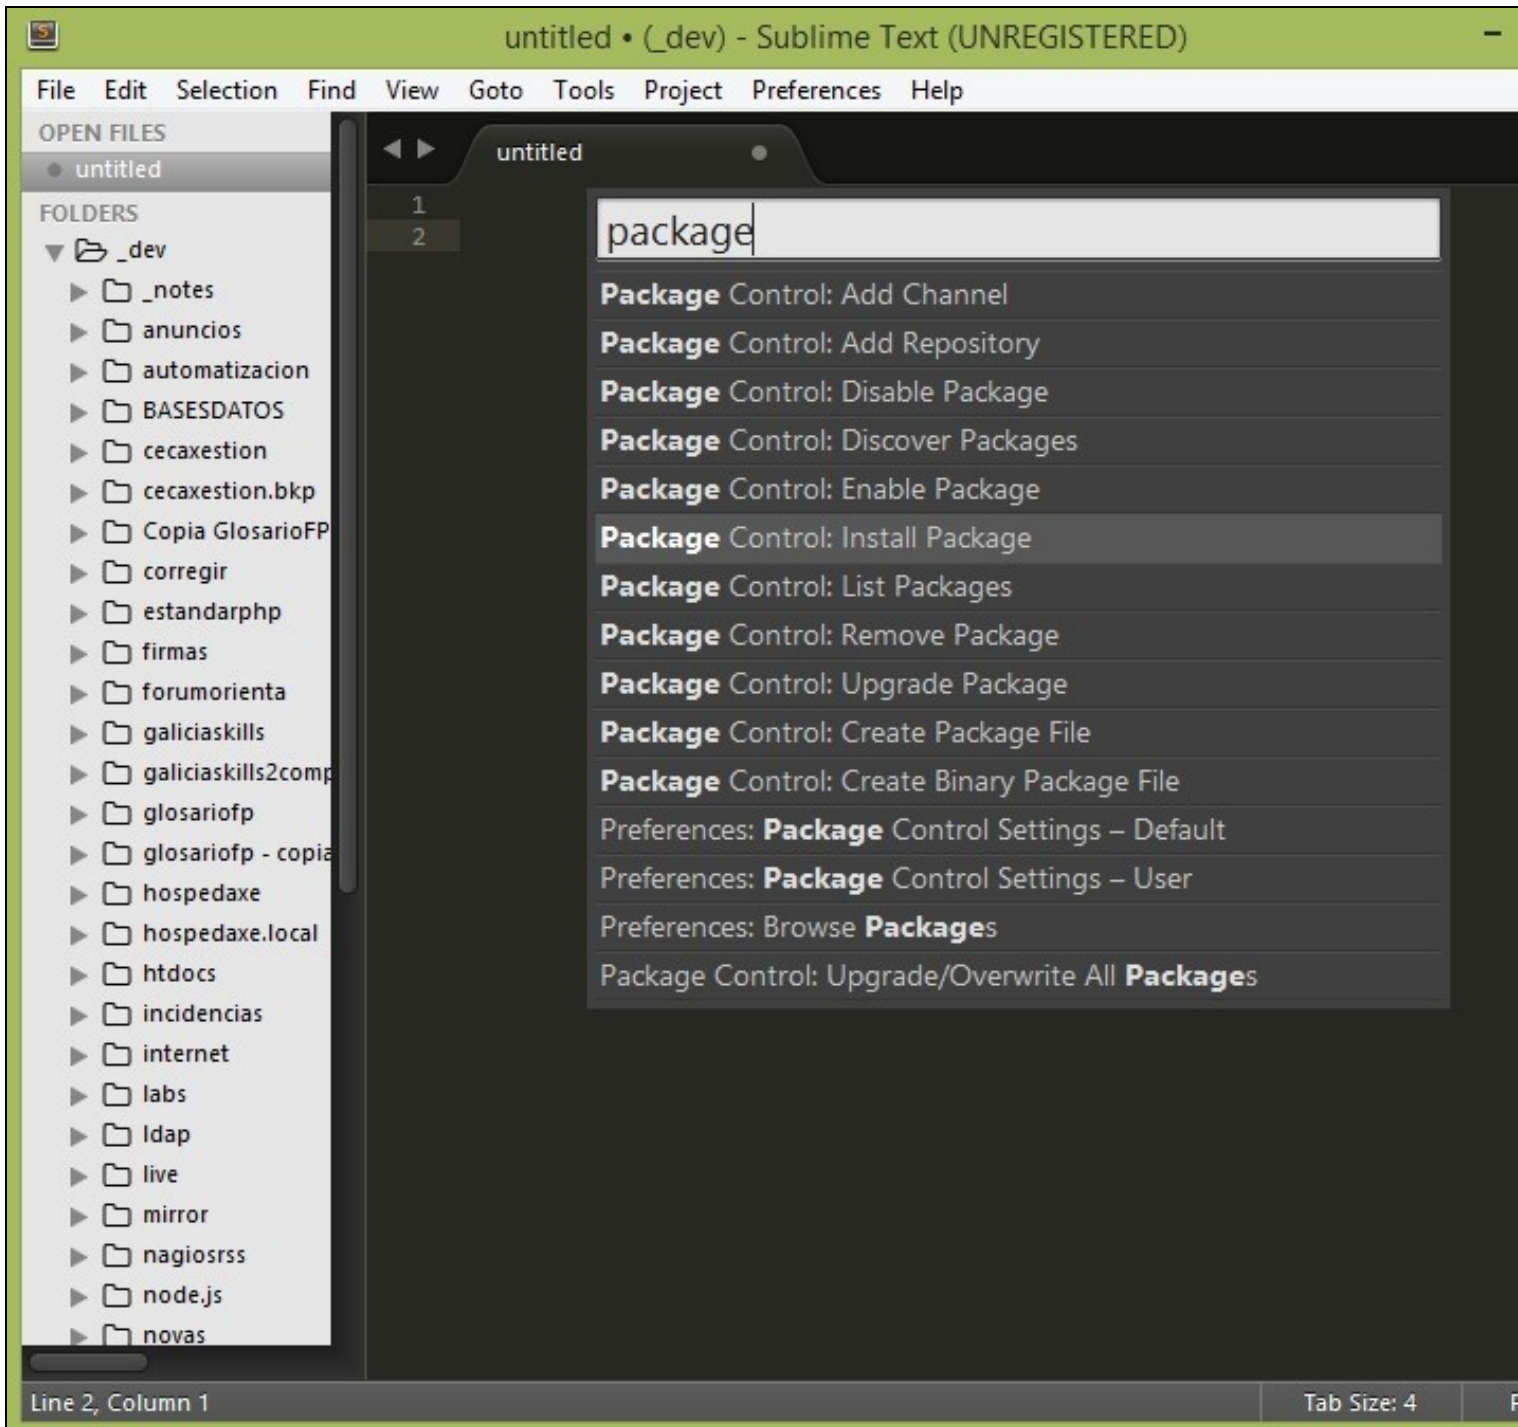 untitled • (_dev) - Sublime Text (UNREGISTERED)
File Edit Selection Find View Goto Tools Project Preferences Help
OPEN FILES
untitled
FOLDERS
_dev
_notes
anuncios
automatizacion
BASESDATOS
cecaxestion
cecaxestion.bkp
Copia GlosarioFP
corregir
estandarphp
firmas
forumorienta
galiciaskills
galiciaskills2comp
glosariofp
glosariofp - copia
hospedaxe
hospedaxe.local
htdocs
incidencias
internet
labs
ldap
live
mirror
nagiosrss
node.js
novas
untitled
1
2
package
Package Control: Add Channel
Package Control: Add Repository
Package Control: Disable Package
Package Control: Discover Packages
Package Control: Enable Package
Package Control: Install Package
Package Control: List Packages
Package Control: Remove Package
Package Control: Upgrade Package
Package Control: Create Package File
Package Control: Create Binary Package File
Preferences: Package Control Settings – Default
Preferences: Package Control Settings – User
Preferences: Browse Packages
Package Control: Upgrade/Overwrite All Packages
Line 2, Column 1 Tab Size: 4